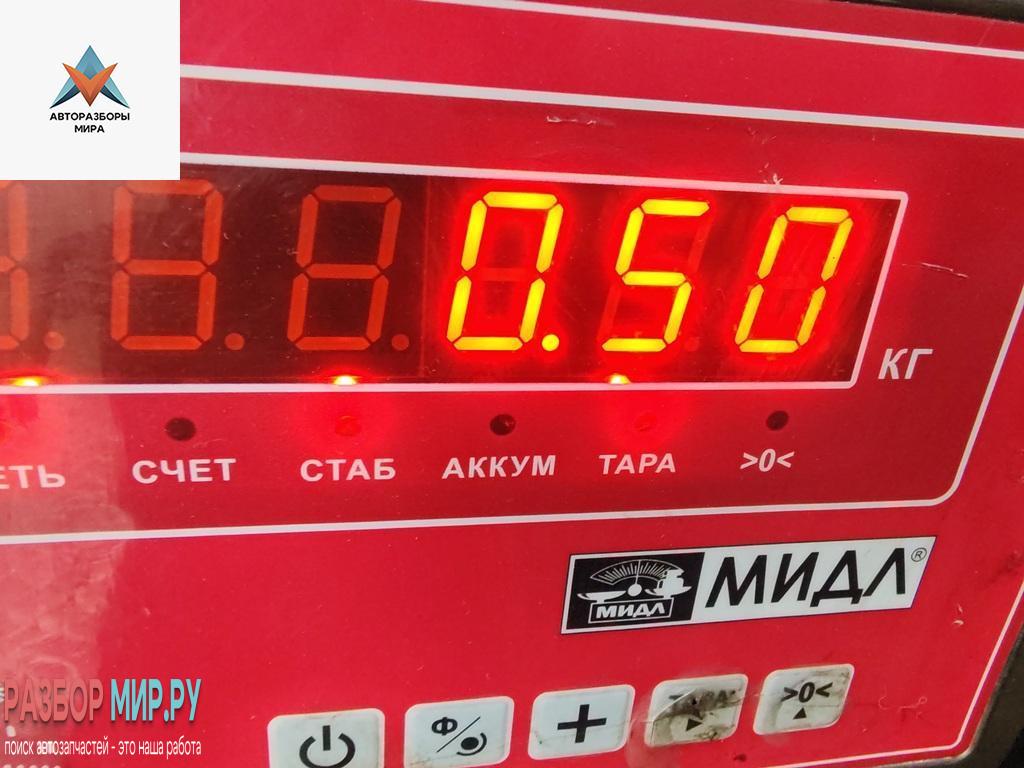 АВТОРАЗБОРЫ
МИРА
0.50
КГ
ЕТЬ СЧЕТ СТАБ АККУМ ТАРА >0<
МИДЛ МИДЛ®
Ф >0<
РАЗБОР МИР.РУ
поиск автозапчастей - это наша работа